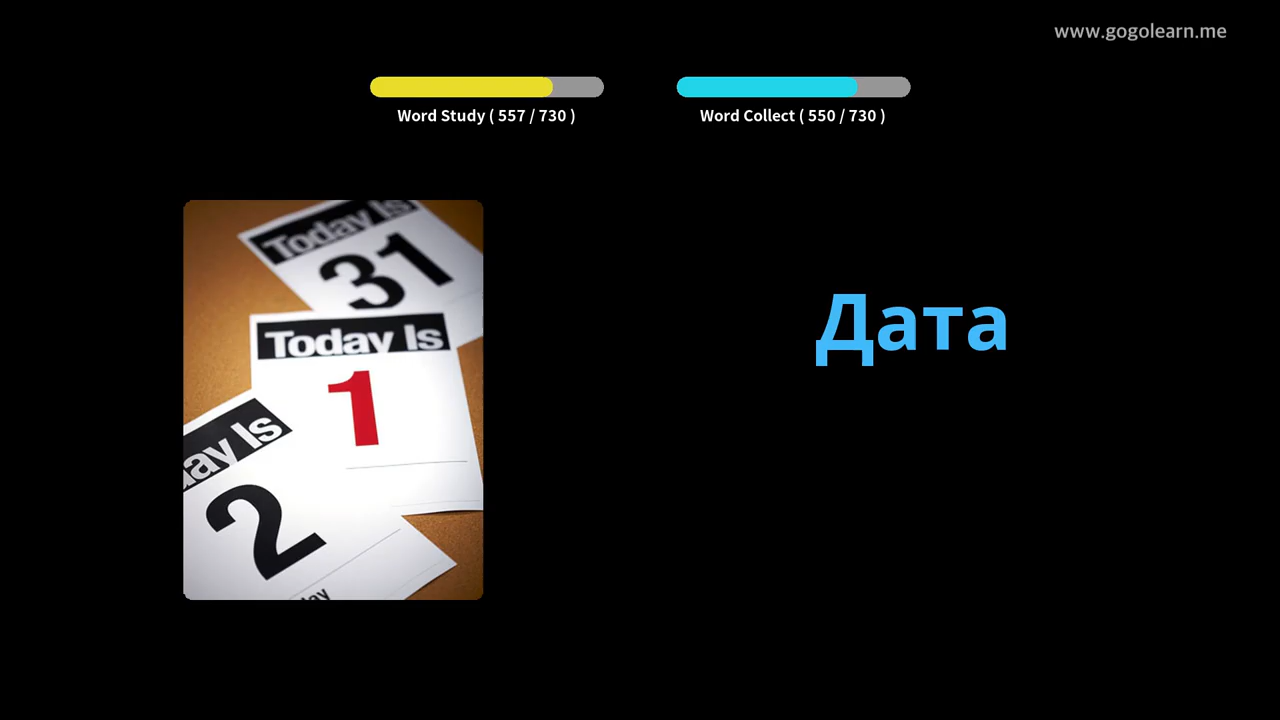 www.gogolearn.me
Word Study ( 557 / 730 )
Word Collect ( 550 / 730 )
Today Is
31
Today Is
1
ay Is
2
ay
Дата